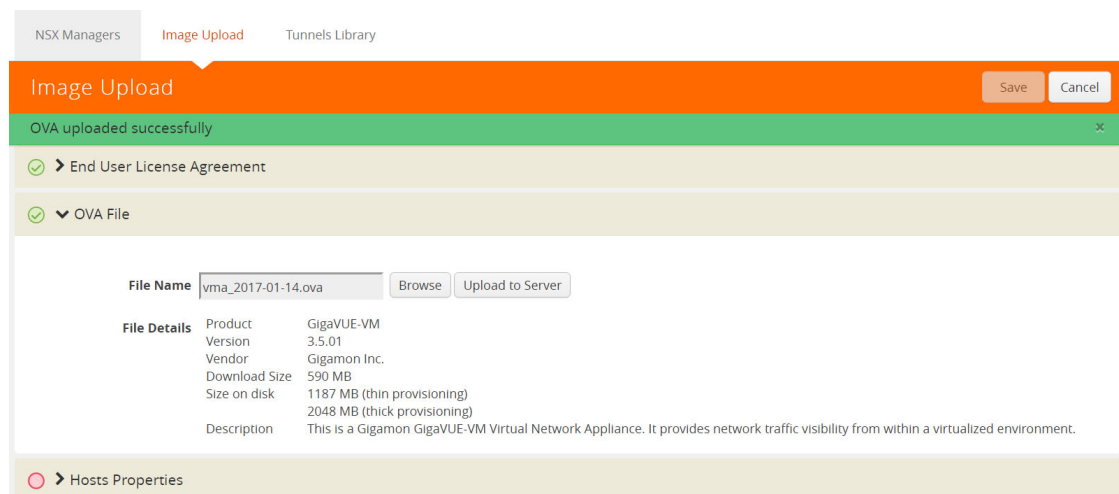 NSX Managers Image Upload Tunnels Library
Image Upload Save Cancel
OVA uploaded successfully ×
End User License Agreement
OVA File
File Name vma_2017-01-14.ova Browse Upload to Server
File Details Product GigaVUE-VM
Version 3.5.01
Vendor Gigamon Inc.
Download Size 590 MB
Size on disk 1187 MB (thin provisioning)
2048 MB (thick provisioning)
Description This is a Gigamon GigaVUE-VM Virtual Network Appliance. It provides network traffic visibility from within a virtualized environment.
Hosts Properties